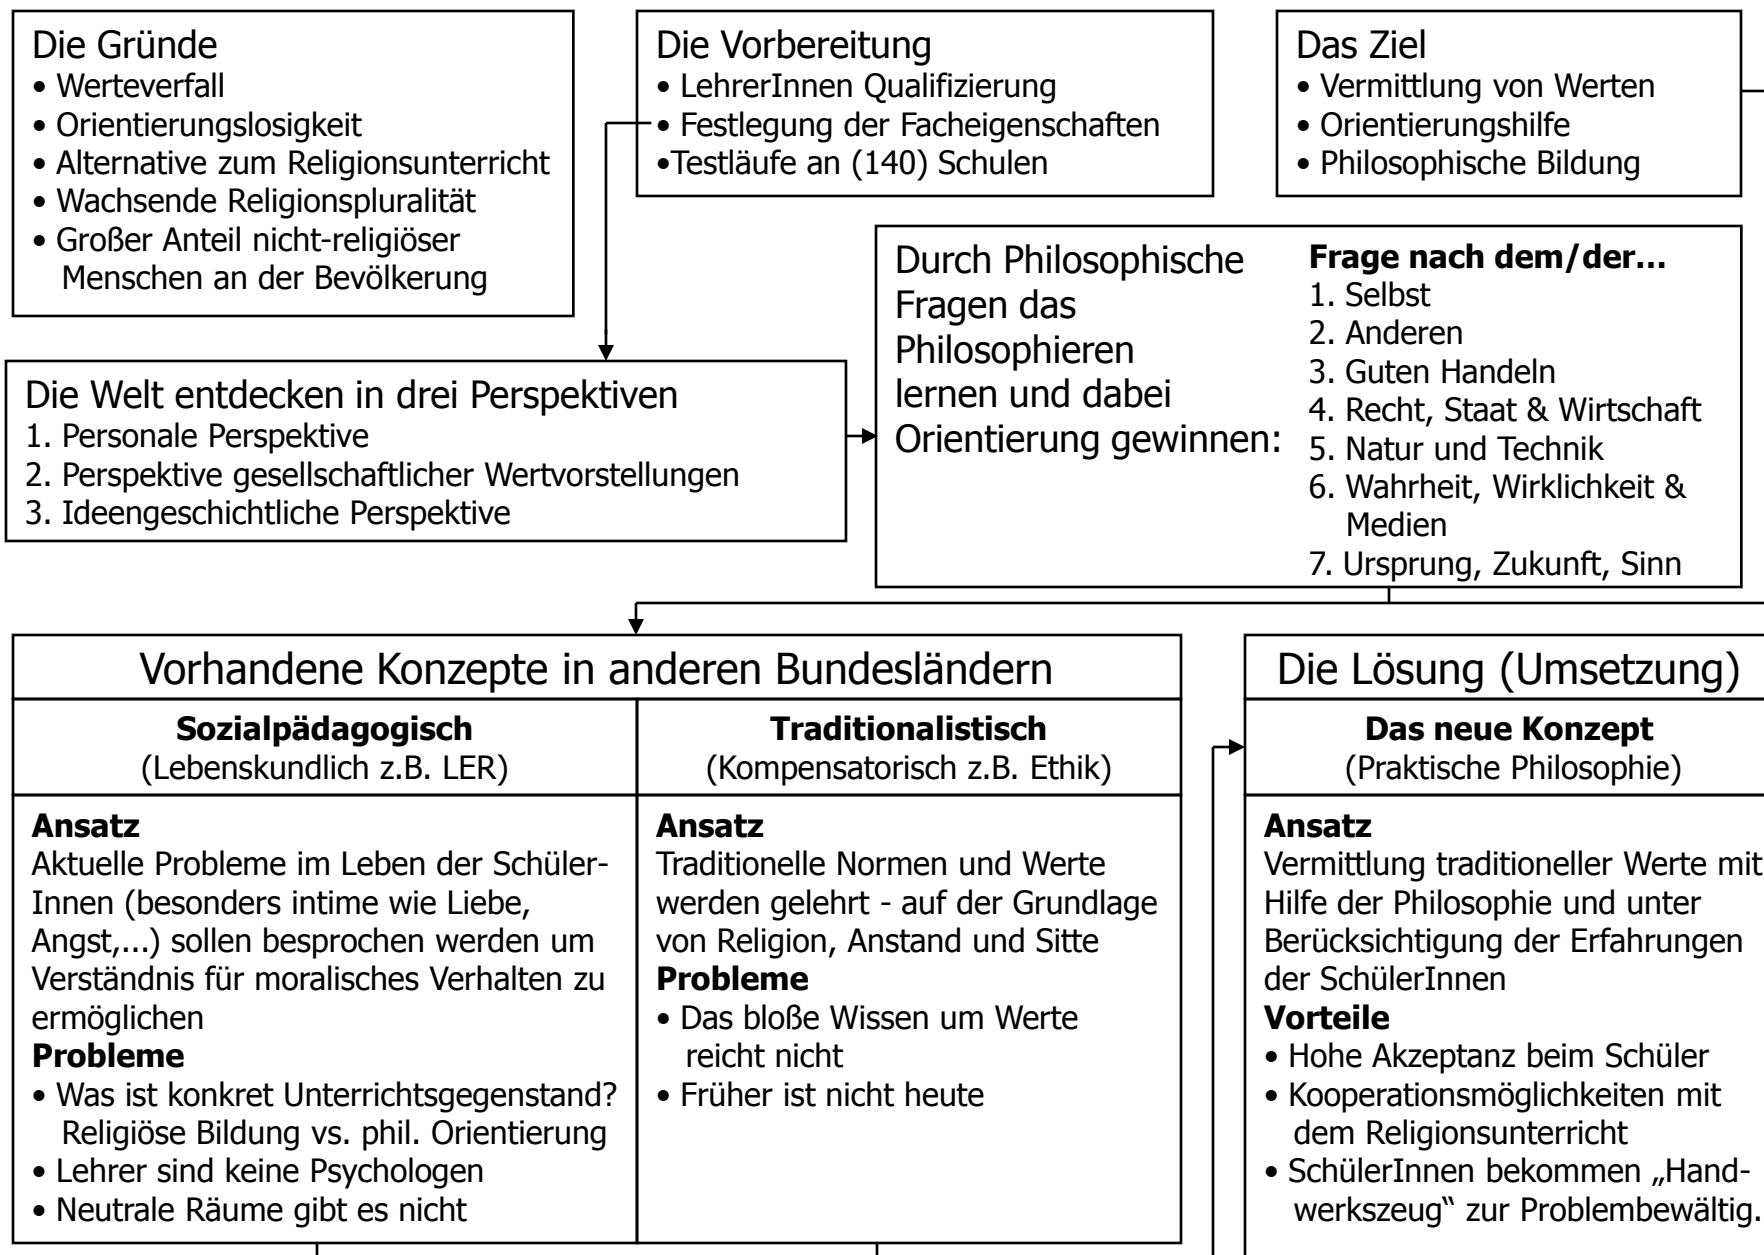 Die Gründe
• Werteverfall
• Orientierungslosigkeit
• Alternative zum Religionsunterricht
• Wachsende Religionspluralität
• Großer Anteil nicht-religiöser
Menschen an der Bevölkerung
Die Vorbereitung
• LehrerInnen Qualifizierung
• Festlegung der Facheigenschaften
•Testläufe an (140) Schulen
Das Ziel
• Vermittlung von Werten
• Orientierungshilfe
• Philosophische Bildung
Die Welt entdecken in drei Perspektiven
1. Personale Perspektive
2. Perspektive gesellschaftlicher Wertvorstellungen
3. Ideengeschichtliche Perspektive
Durch Philosophische
Fragen das
Philosophieren
lernen und dabei
Orientierung gewinnen:
Frage nach dem/der...
1. Selbst
2. Anderen
3. Guten Handeln
4. Recht, Staat & Wirtschaft
5. Natur und Technik
6. Wahrheit, Wirklichkeit &
Medien
7. Ursprung, Zukunft, Sinn
Vorhandene Konzepte in anderen Bundesländern
Sozialpädagogisch
(Lebenskundlich z.B. LER)
Ansatz
Aktuelle Probleme im Leben der Schüler-
Innen (besonders intime wie Liebe,
Angst,...) sollen besprochen werden um
Verständnis für moralisches Verhalten zu
ermöglichen
Probleme
• Was ist konkret Unterrichtsgegenstand?
Religiöse Bildung vs. phil. Orientierung
• Lehrer sind keine Psychologen
• Neutrale Räume gibt es nicht
Traditionalistisch
(Kompensatorisch z.B. Ethik)
Ansatz
Traditionelle Normen und Werte
werden gelehrt - auf der Grundlage
von Religion, Anstand und Sitte
Probleme
• Das bloße Wissen um Werte
reicht nicht
• Früher ist nicht heute
Die Lösung (Umsetzung)
Das neue Konzept
(Praktische Philosophie)
Ansatz
Vermittlung traditioneller Werte mit
Hilfe der Philosophie und unter
Berücksichtigung der Erfahrungen
der SchülerInnen
Vorteile
• Hohe Akzeptanz beim Schüler
• Kooperationsmöglichkeiten mit
dem Religionsunterricht
• SchülerInnen bekommen „Hand-
werkszeug“ zur Problembewältig.